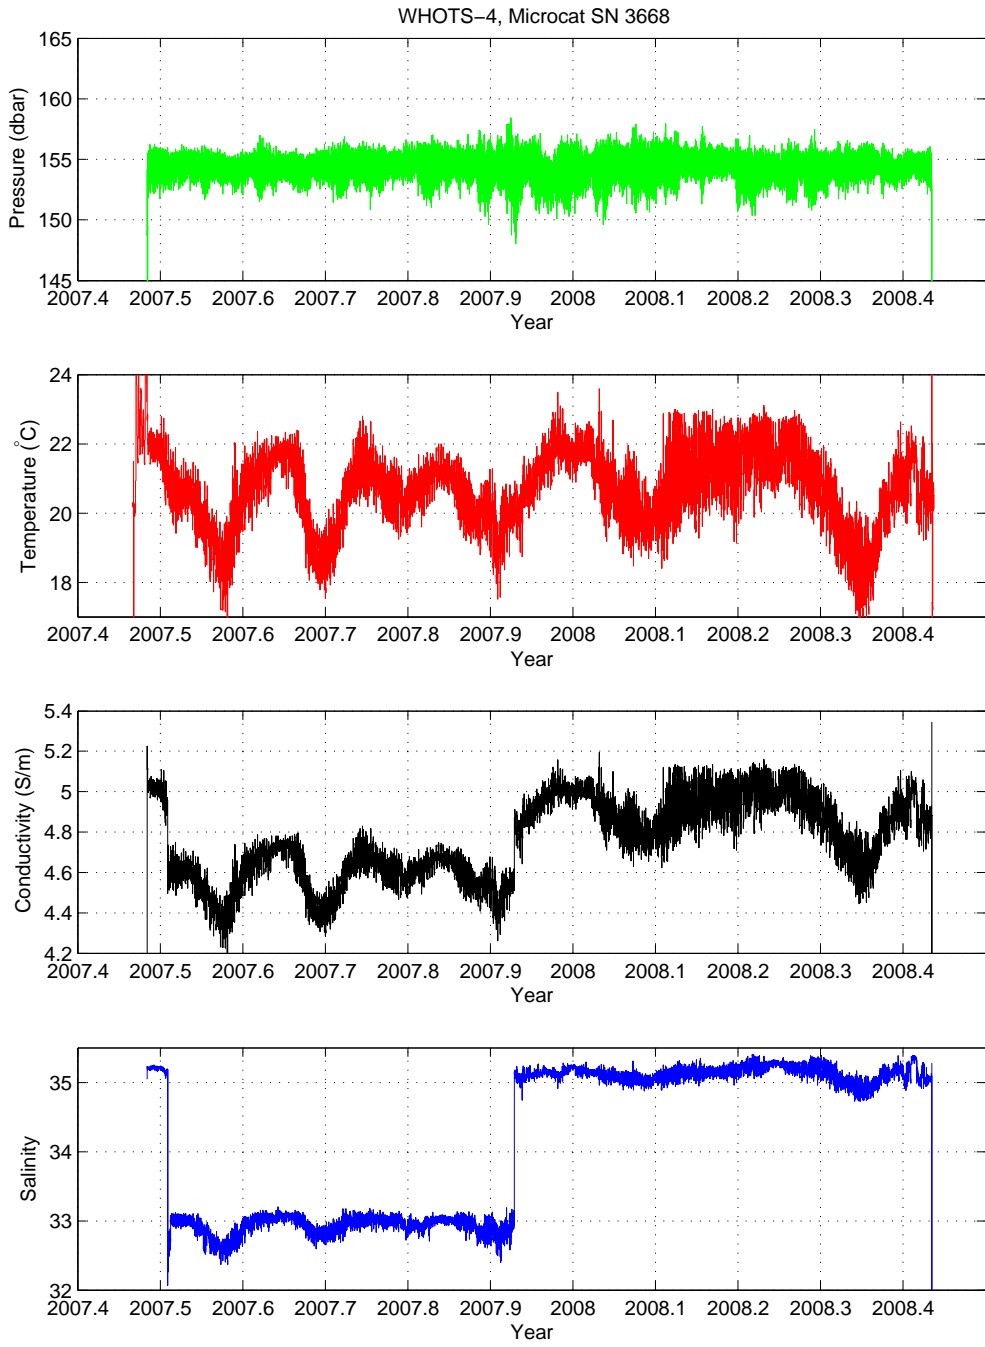 WHOTS−4, Microcat SN 3668
165
160
155
150
145
Pressure (dbar)
2007.4 2007.5 2007.6 2007.7 2007.8 2007.9 2008 2008.1 2008.2 2008.3 2008.4
Year
24
22
20
18
Temperature (°C)
2007.4 2007.5 2007.6 2007.7 2007.8 2007.9 2008 2008.1 2008.2 2008.3 2008.4
Year
5.4
5.2
5
4.8
4.6
4.4
4.2
Conductivity (S/m)
2007.4 2007.5 2007.6 2007.7 2007.8 2007.9 2008 2008.1 2008.2 2008.3 2008.4
Year
35
34
33
32
Salinity
2007.4 2007.5 2007.6 2007.7 2007.8 2007.9 2008 2008.1 2008.2 2008.3 2008.4
Year